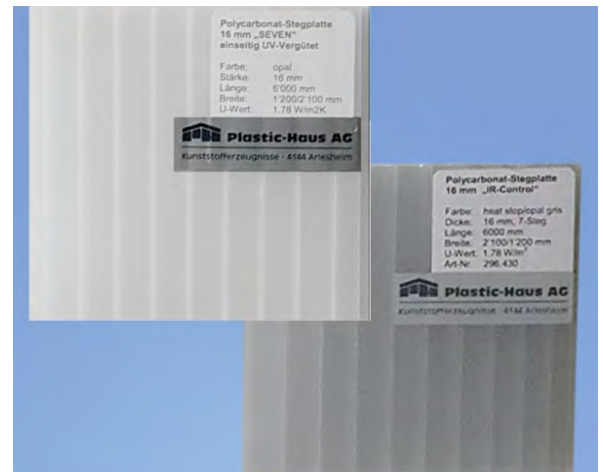 Polycarbonat-Stegplatte
16 mm „SEVEN“
einseitig UV-Vergütet
Farbe: opal
Stärke: 16 mm
Länge: 6'000 mm
Breite: 1'200/2'100 mm
U-Wert: 1.78 W/m2K
Plastic-Haus AG
Kunststofferzeugnisse · 4144 Arlesheim
Polycarbonat-Stegplatte
16 mm „IR-Control“
Farbe: heat stop/opal gris
Dicke: 16 mm, 7-Steg
Länge: 6000 mm
Breite: 2'100/1'200 mm
U-Wert: 1.78 W/m²
Art-Nr. 296.430
Plastic-Haus AG
Kunststofferzeugnisse · 4144 Arlesheim